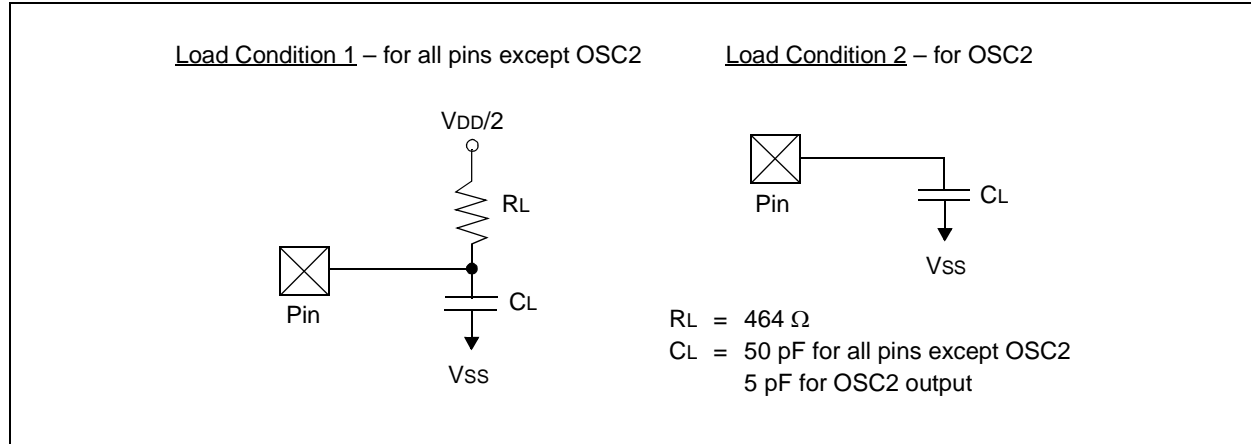 Load Condition 1 – for all pins except OSC2
VDD/2
RL
Pin
CL
VSS
Load Condition 2 – for OSC2
Pin
CL
VSS
RL = 464 Ω
CL = 50 pF for all pins except OSC2
5 pF for OSC2 output